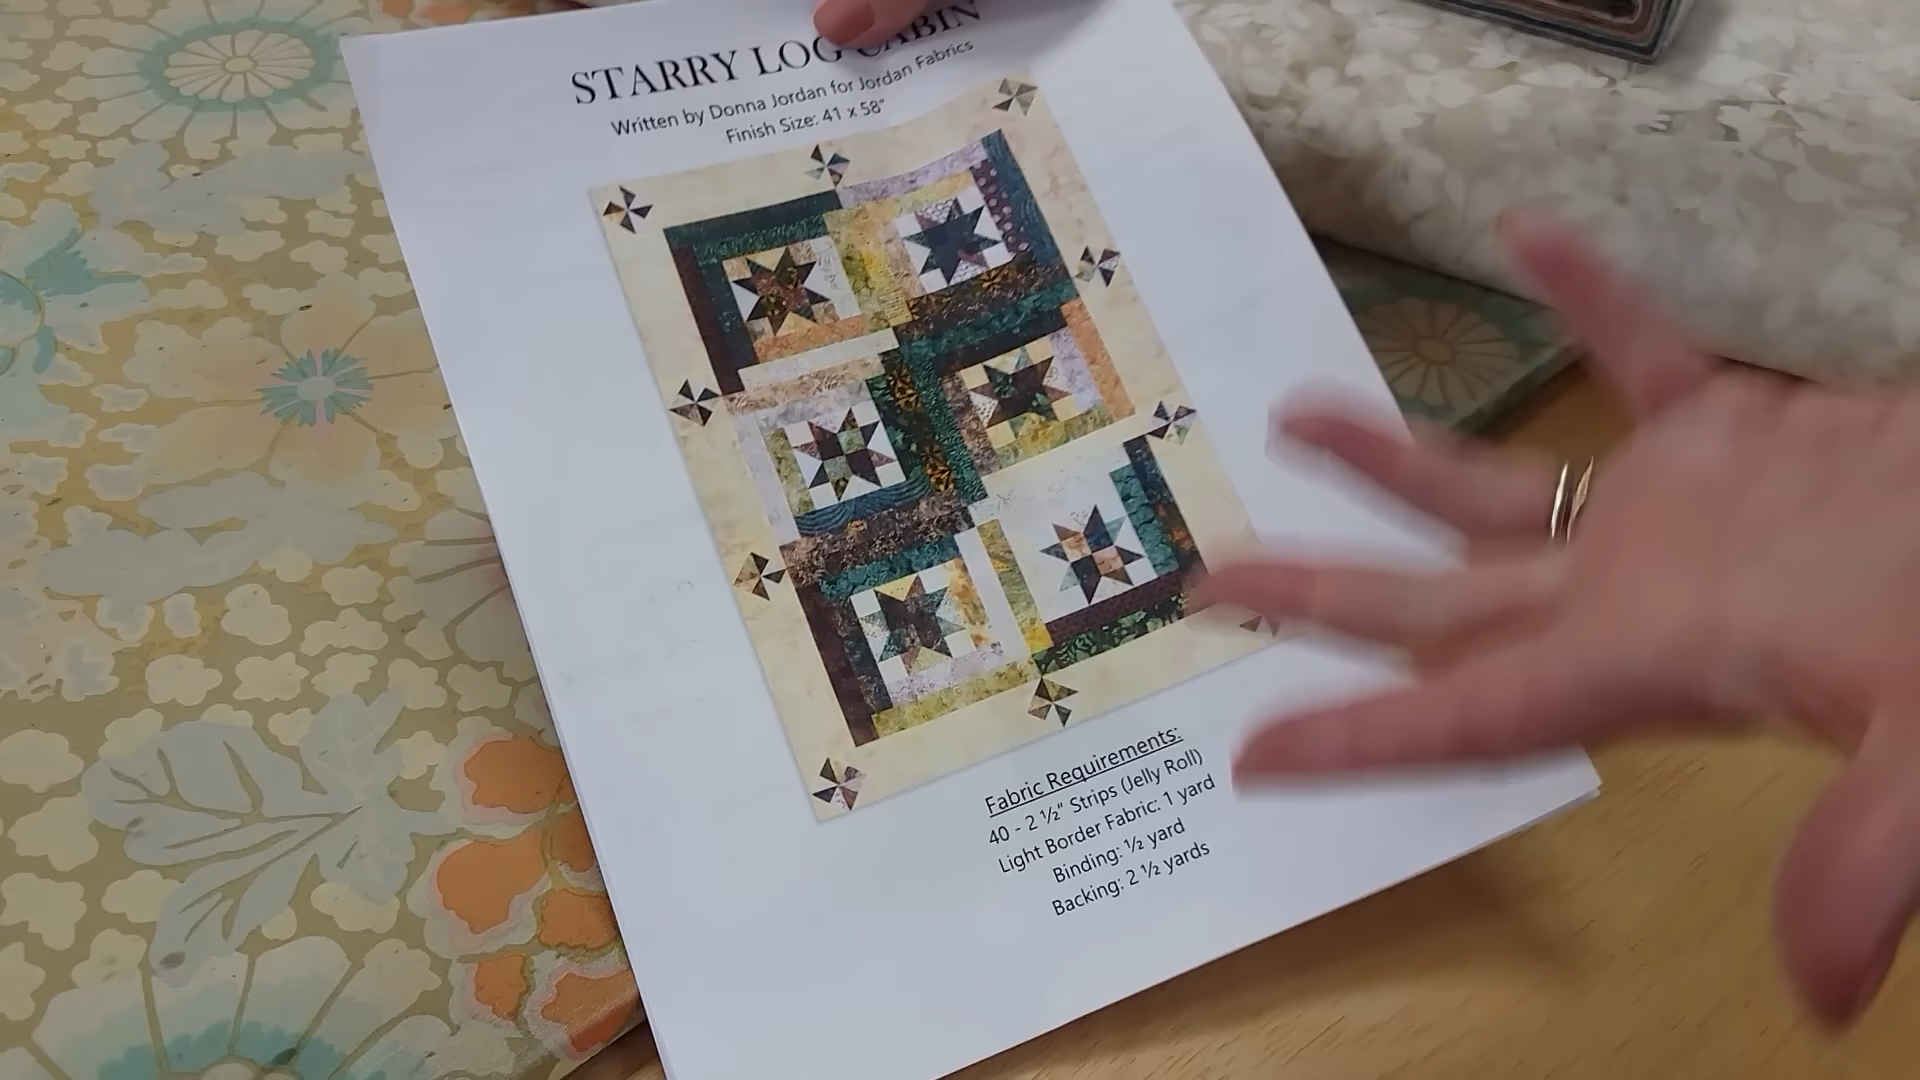 STARRY LOG CABIN
Written by Donna Jordan for Jordan Fabrics
Finish Size: 41 x 58"
Fabric Requirements:
40 - 2 ½" Strips (Jelly Roll)
Light Border Fabric: 1 yard
Binding: ½ yard
Backing: 2 ½ yards